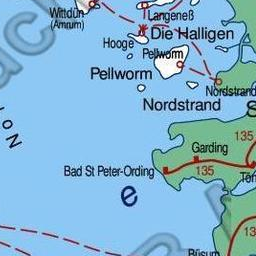 Wittdün
(Amrum)
Langeneß
Die Halligen
Hooge
Pellworm
Pellworm
Nordstrand
Nordstrand
135
Garding
Bad St Peter-Ording
135
Tön
e
Büsum